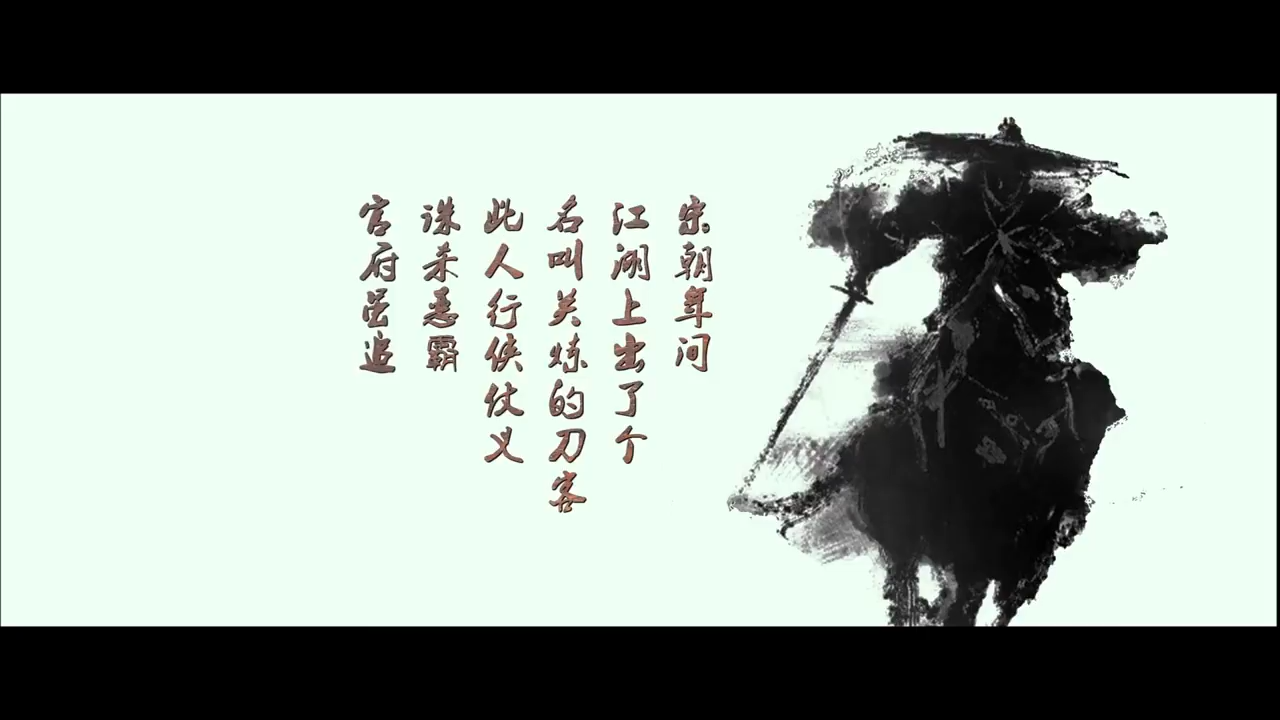 宋朝年间
江湖上出了个
名叫关炼的刀客
此人行侠仗义
诛杀恶霸
官府虽追